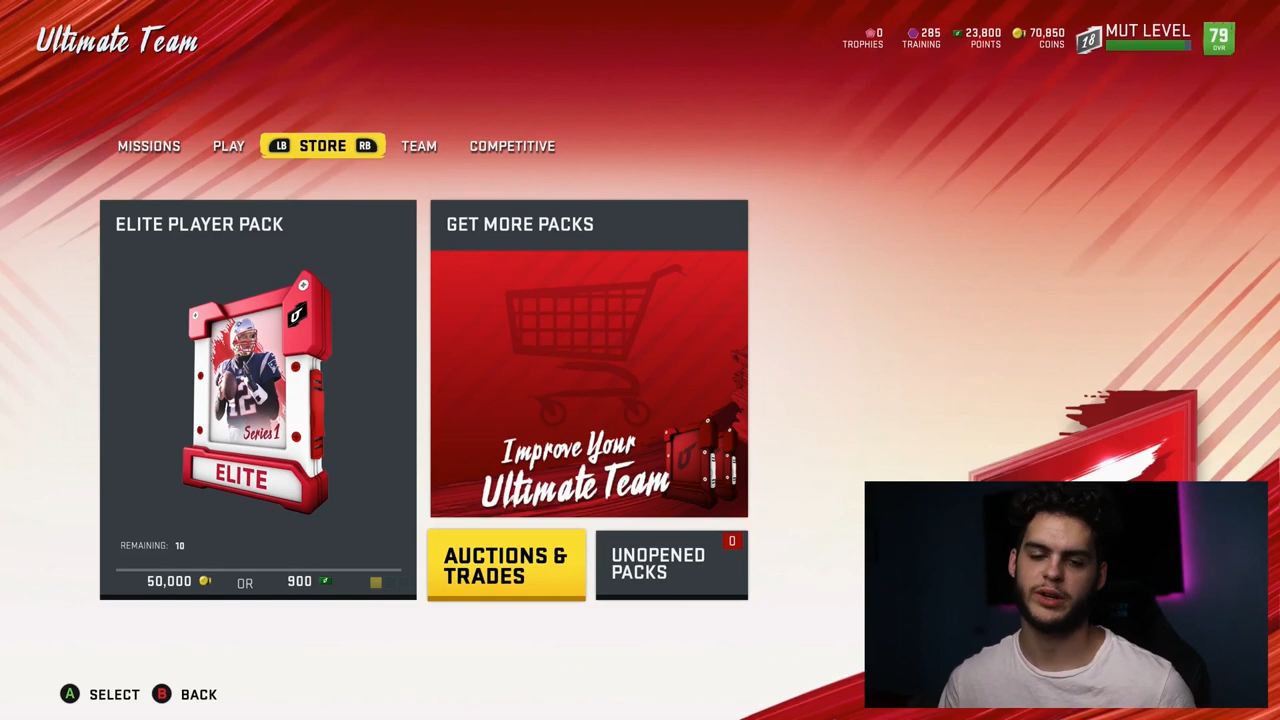 Ultimate Team
0 TROPHIES
285 TRAINING
23,800 POINTS
70,850 COINS
18
MUT LEVEL
79
OVR
MISSIONS
PLAY
LB STORE RB
TEAM
COMPETITIVE
ELITE PLAYER PACK
12
Series 1
ELITE
REMAINING: 10
50,000 OR 900
GET MORE PACKS
Improve Your
Ultimate Team
AUCTIONS &
TRADES
UNOPENED
PACKS
0
A SELECT B BACK